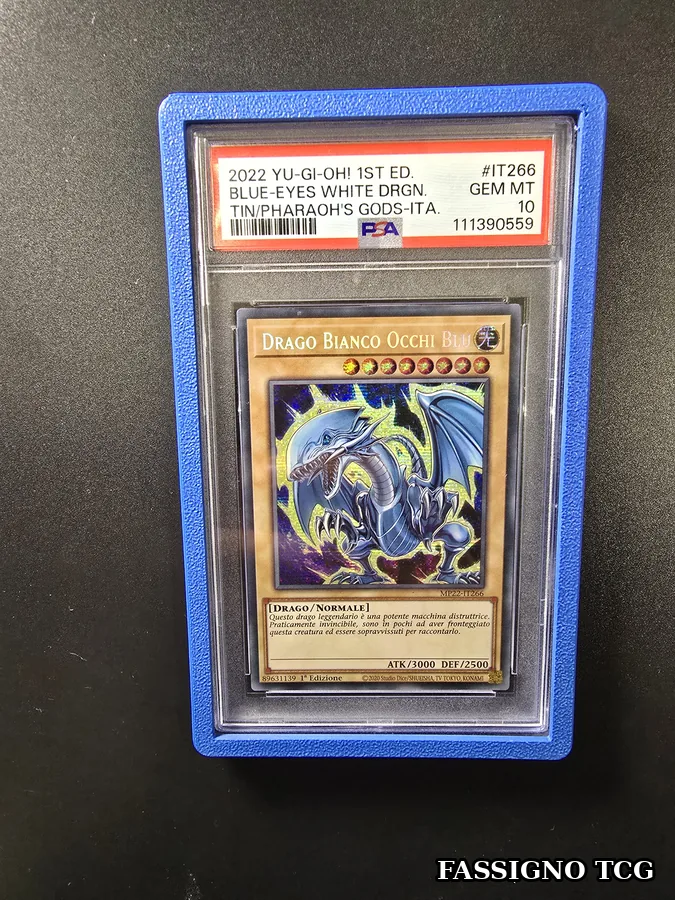 2022 YU-GI-OH! 1ST ED. #IT266
BLUE-EYES WHITE DRGN. GEM MT
TIN/PHARAOH'S GODS-ITA. 10
PSA 111390559
DRAGO BIANCO OCCHI BLU 光
MP22-IT266
[DRAGO/NORMALE]
Questo drago leggendario è una potente macchina distruttrice.
Praticamente invincibile, sono in pochi ad aver fronteggiato
questa creatura ed essere sopravvissuti per raccontarlo.
ATK/3000 DEF/2500
89631139 1ª Edizione ©2020 Studio Dice/SHUEISHA, TV TOKYO, KONAMI
FASSIGNO TCG